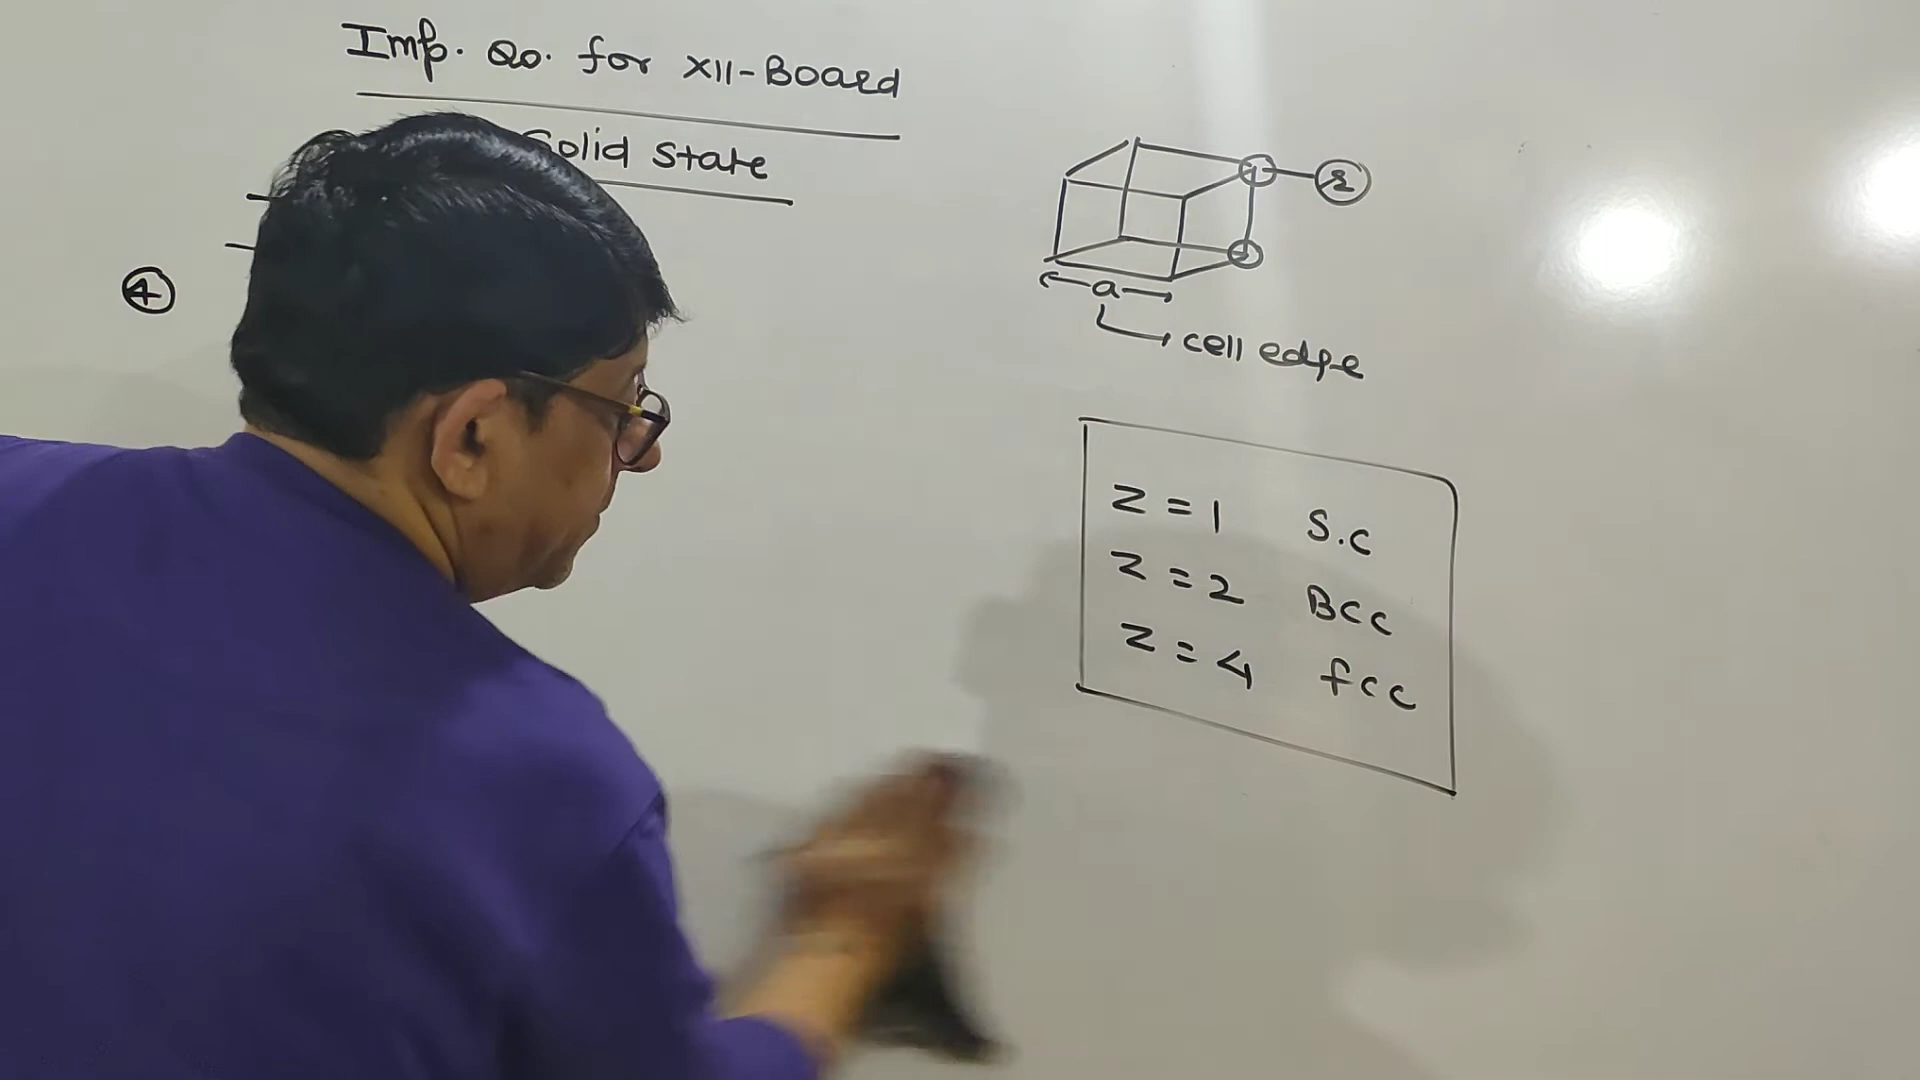 Imp. Qo. for XII-Board
Solid State
4
r
a
cell edge
Z = 1 S.C
Z = 2 BCC
Z = 4 fcc